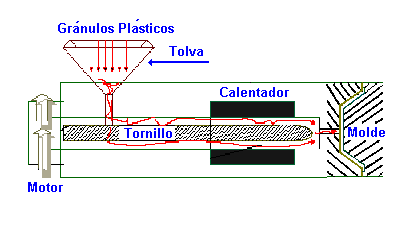 Gránulos Plásticos
Tolva
Calentador
Tornillo
Molde
Motor